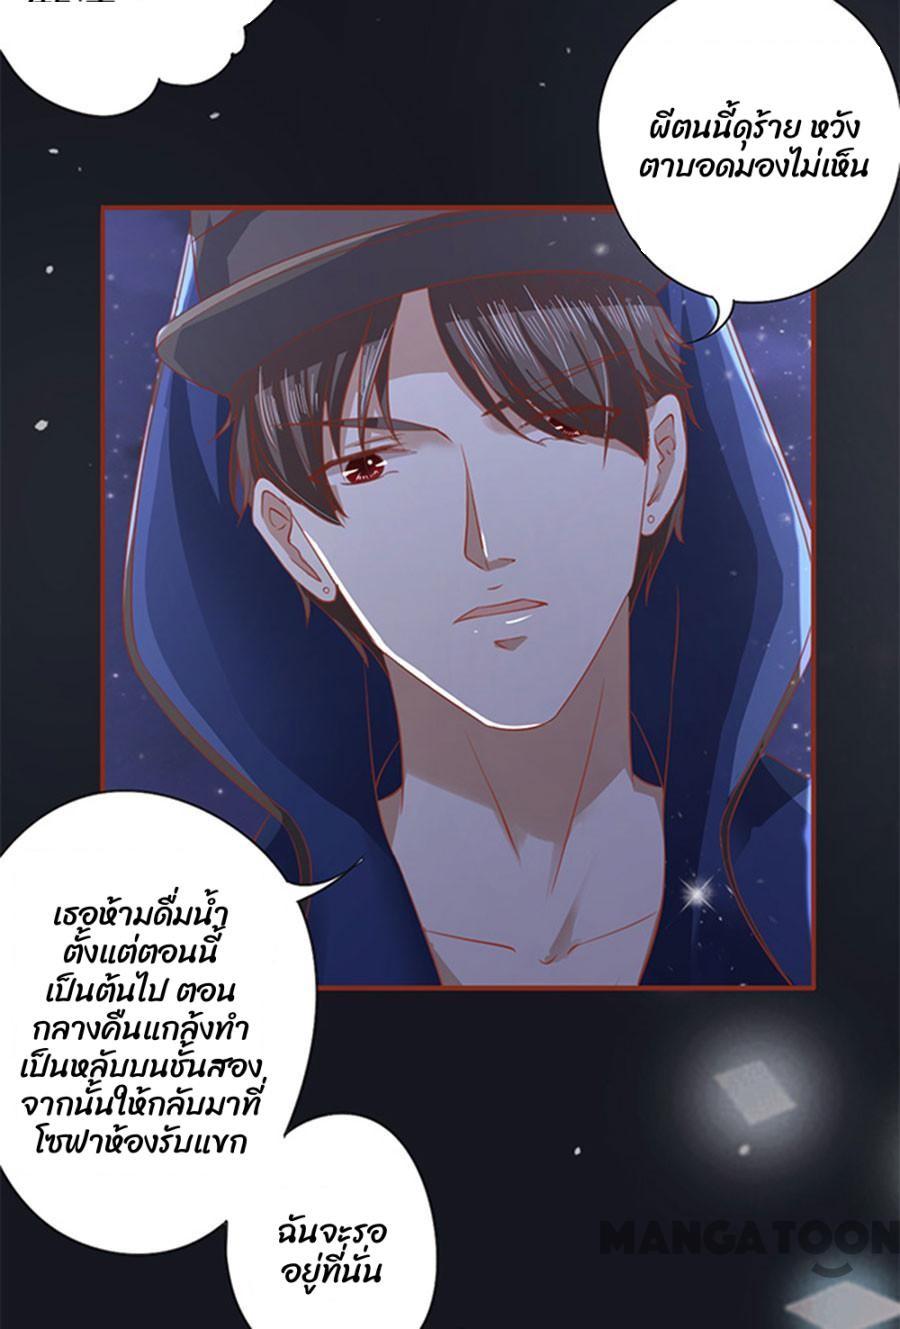 ผีตนนี้ดุร้าย หวัง
ตาบอดมองไม่เห็น
เธอห้ามดื่มน้ำ
ตั้งแต่ตอนนี้
เป็นต้นไป ตอน
กลางคืนแกล้งทำ
เป็นหลับบนชั้นสอง
จากนั้นให้กลับมาที่
โซฟาห้องรับแขก
ฉันจะรอ
อยู่ที่นั่น
MANGA TOON